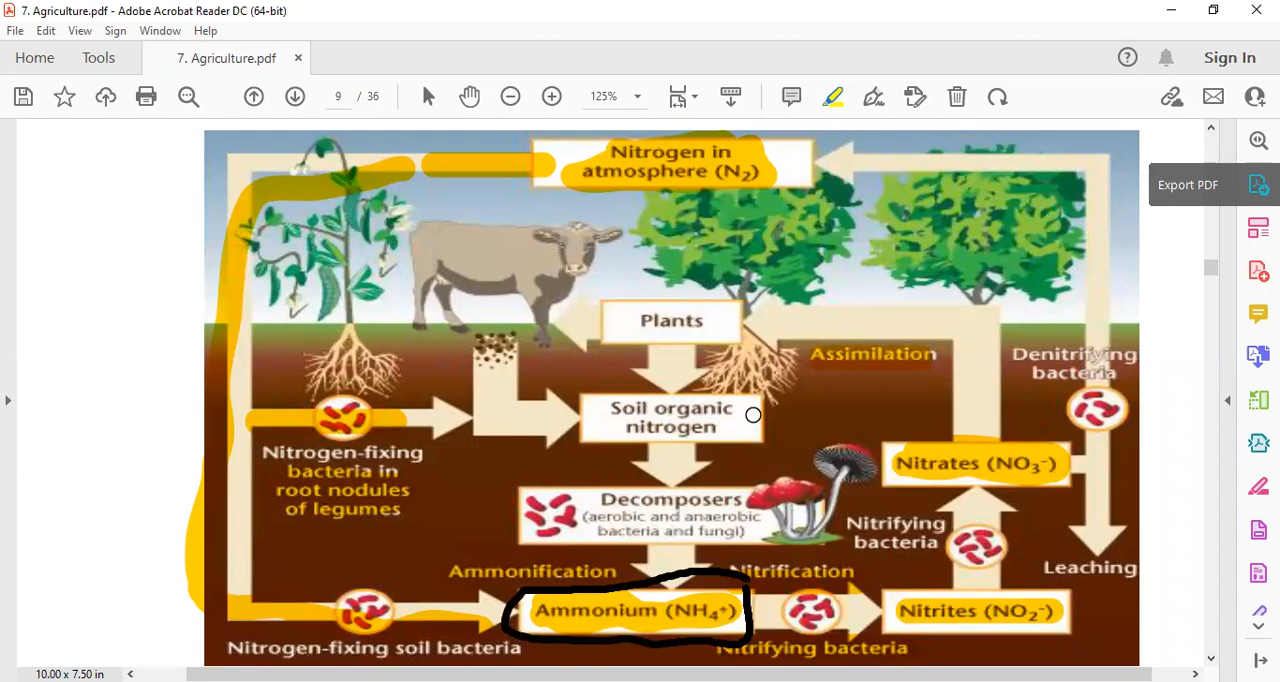 7. Agriculture.pdf - Adobe Acrobat Reader DC (64-bit)
File Edit View Sign Window Help
Home Tools 7. Agriculture.pdf × Sign In
9 / 36 125%
Export PDF
Nitrogen in
atmosphere (N₂)
Plants
Assimilation
Denitrifying
bacteria
Soil organic
nitrogen
Nitrogen-fixing
bacteria in
root nodules
of legumes
Nitrates (NO₃⁻)
Decomposers
(aerobic and anaerobic
bacteria and fungi)
Nitrifying
bacteria
Leaching
Ammonification
Nitrification
Ammonium (NH₄⁺)
Nitrites (NO₂⁻)
Nitrogen-fixing soil bacteria
Nitrifying bacteria
10.00 x 7.50 in